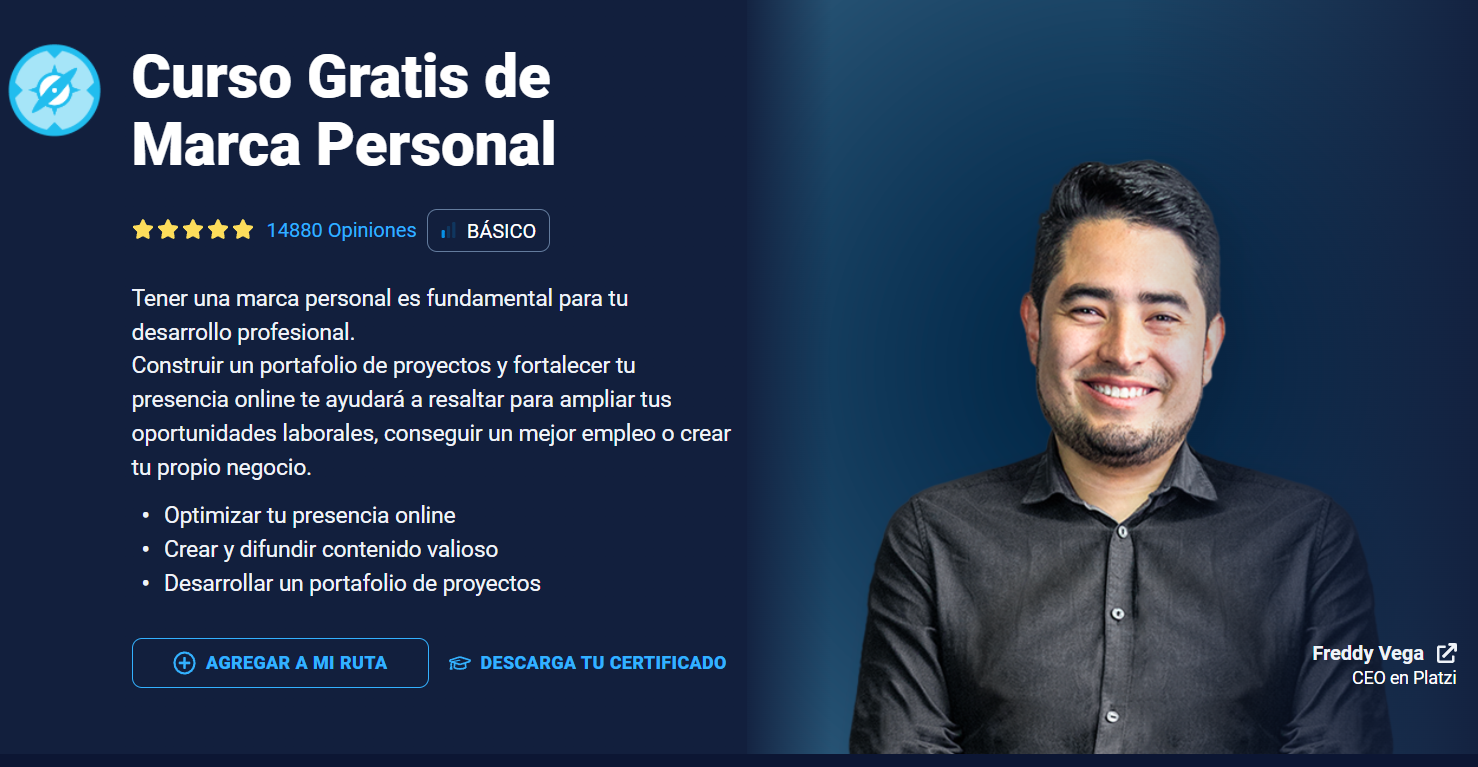 Curso Gratis de
Marca Personal
14880 Opiniones
BÁSICO
Tener una marca personal es fundamental para tu
desarrollo profesional.
Construir un portafolio de proyectos y fortalecer tu
presencia online te ayudará a resaltar para ampliar tus
oportunidades laborales, conseguir un mejor empleo o crear
tu propio negocio.
• Optimizar tu presencia online
• Crear y difundir contenido valioso
• Desarrollar un portafolio de proyectos
AGREGAR A MI RUTA
DESCARGA TU CERTIFICADO
Freddy Vega
CEO en Platzi